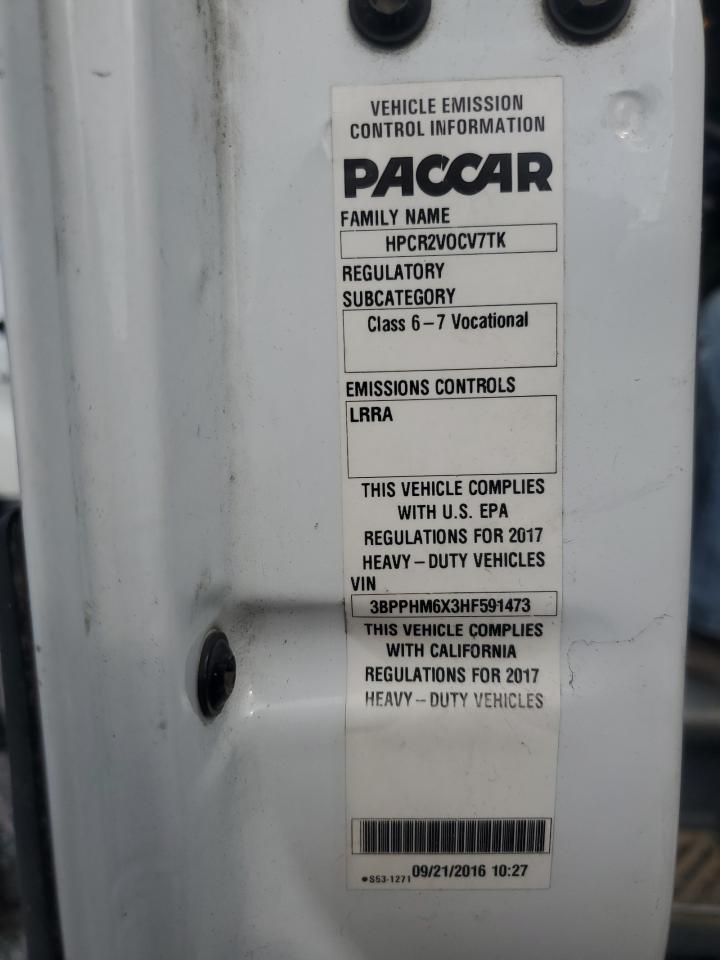 VEHICLE EMISSION
CONTROL INFORMATION
PACCAR
FAMILY NAME
HPCR2VOCV7TK
REGULATORY
SUBCATEGORY
Class 6-7 Vocational
EMISSIONS CONTROLS
LRRA
THIS VEHICLE COMPLIES
WITH U.S. EPA
REGULATIONS FOR 2017
HEAVY-DUTY VEHICLES
VIN
3BPPHM6X3HF591473
THIS VEHICLE COMPLIES
WITH CALIFORNIA
REGULATIONS FOR 2017
HEAVY-DUTY VEHICLES
S53-1271 09/21/2016 10:27